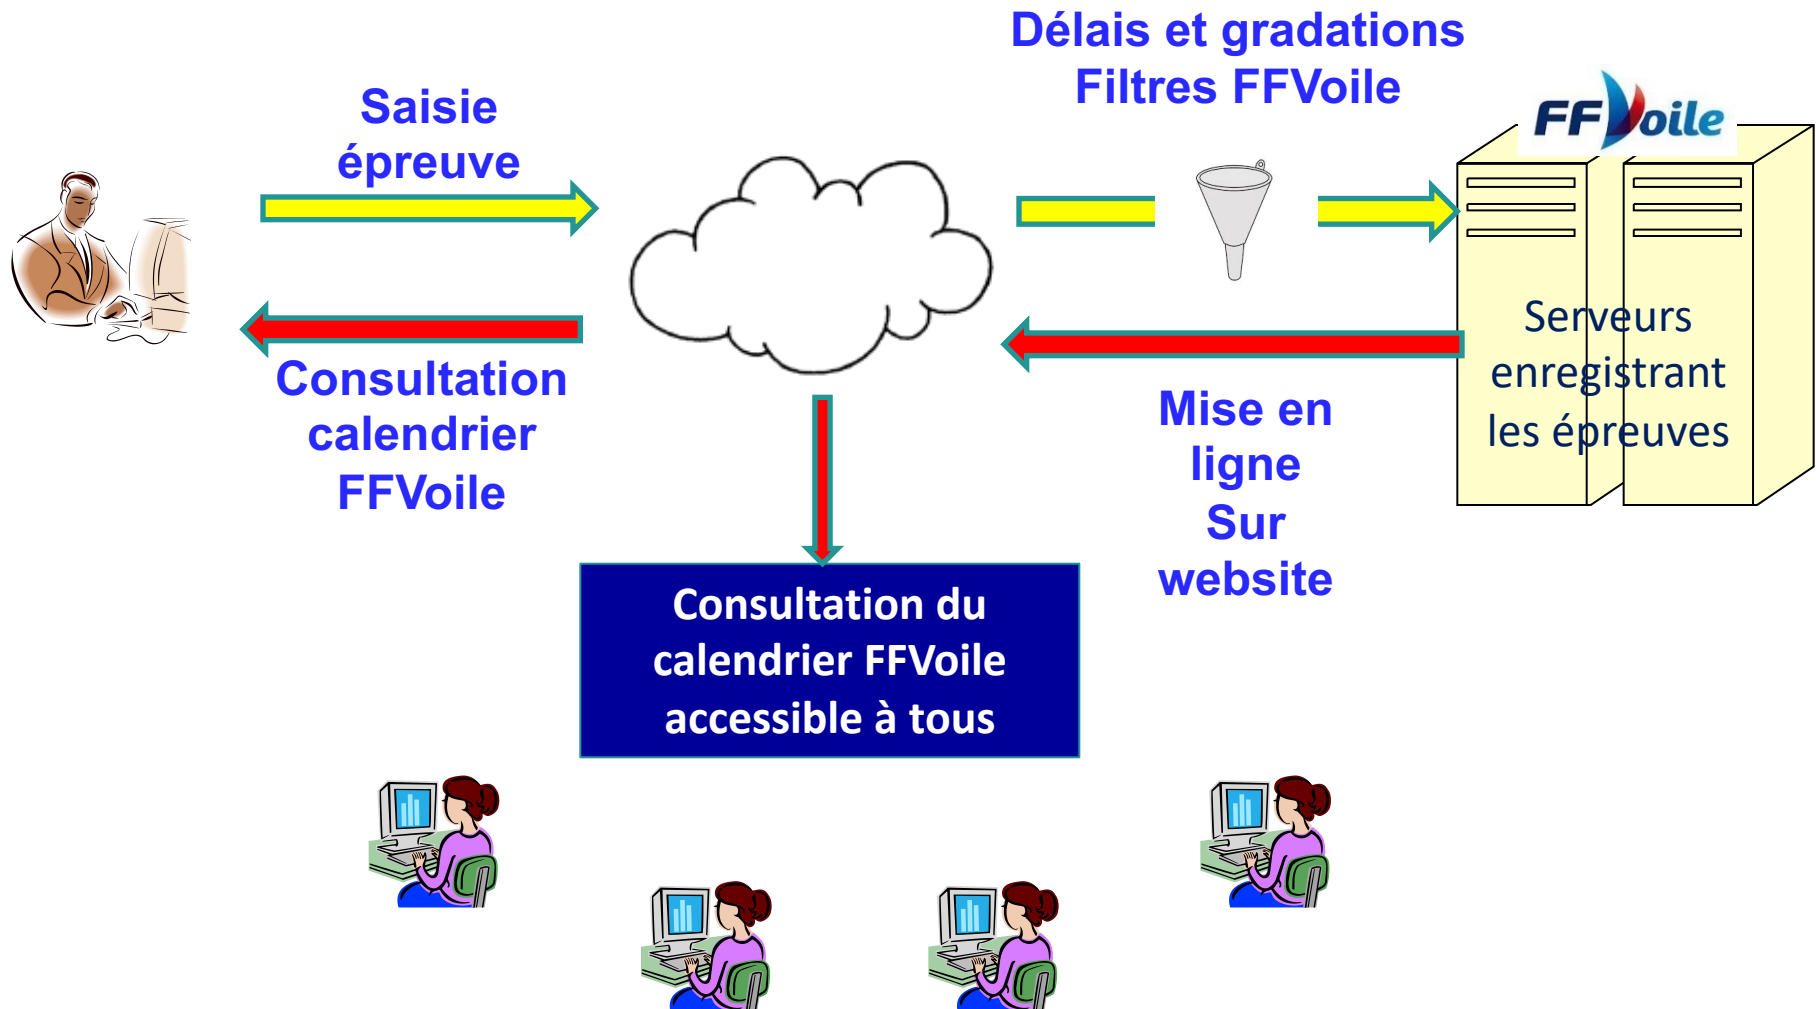 Délais et gradations
Filtres FFVoile
Saisie
épreuve
FFVoile
Serveurs
enregistrant
les épreuves
Consultation
calendrier
FFVoile
Mise en
ligne
Sur
website
Consultation du
calendrier FFVoile
accessible à tous